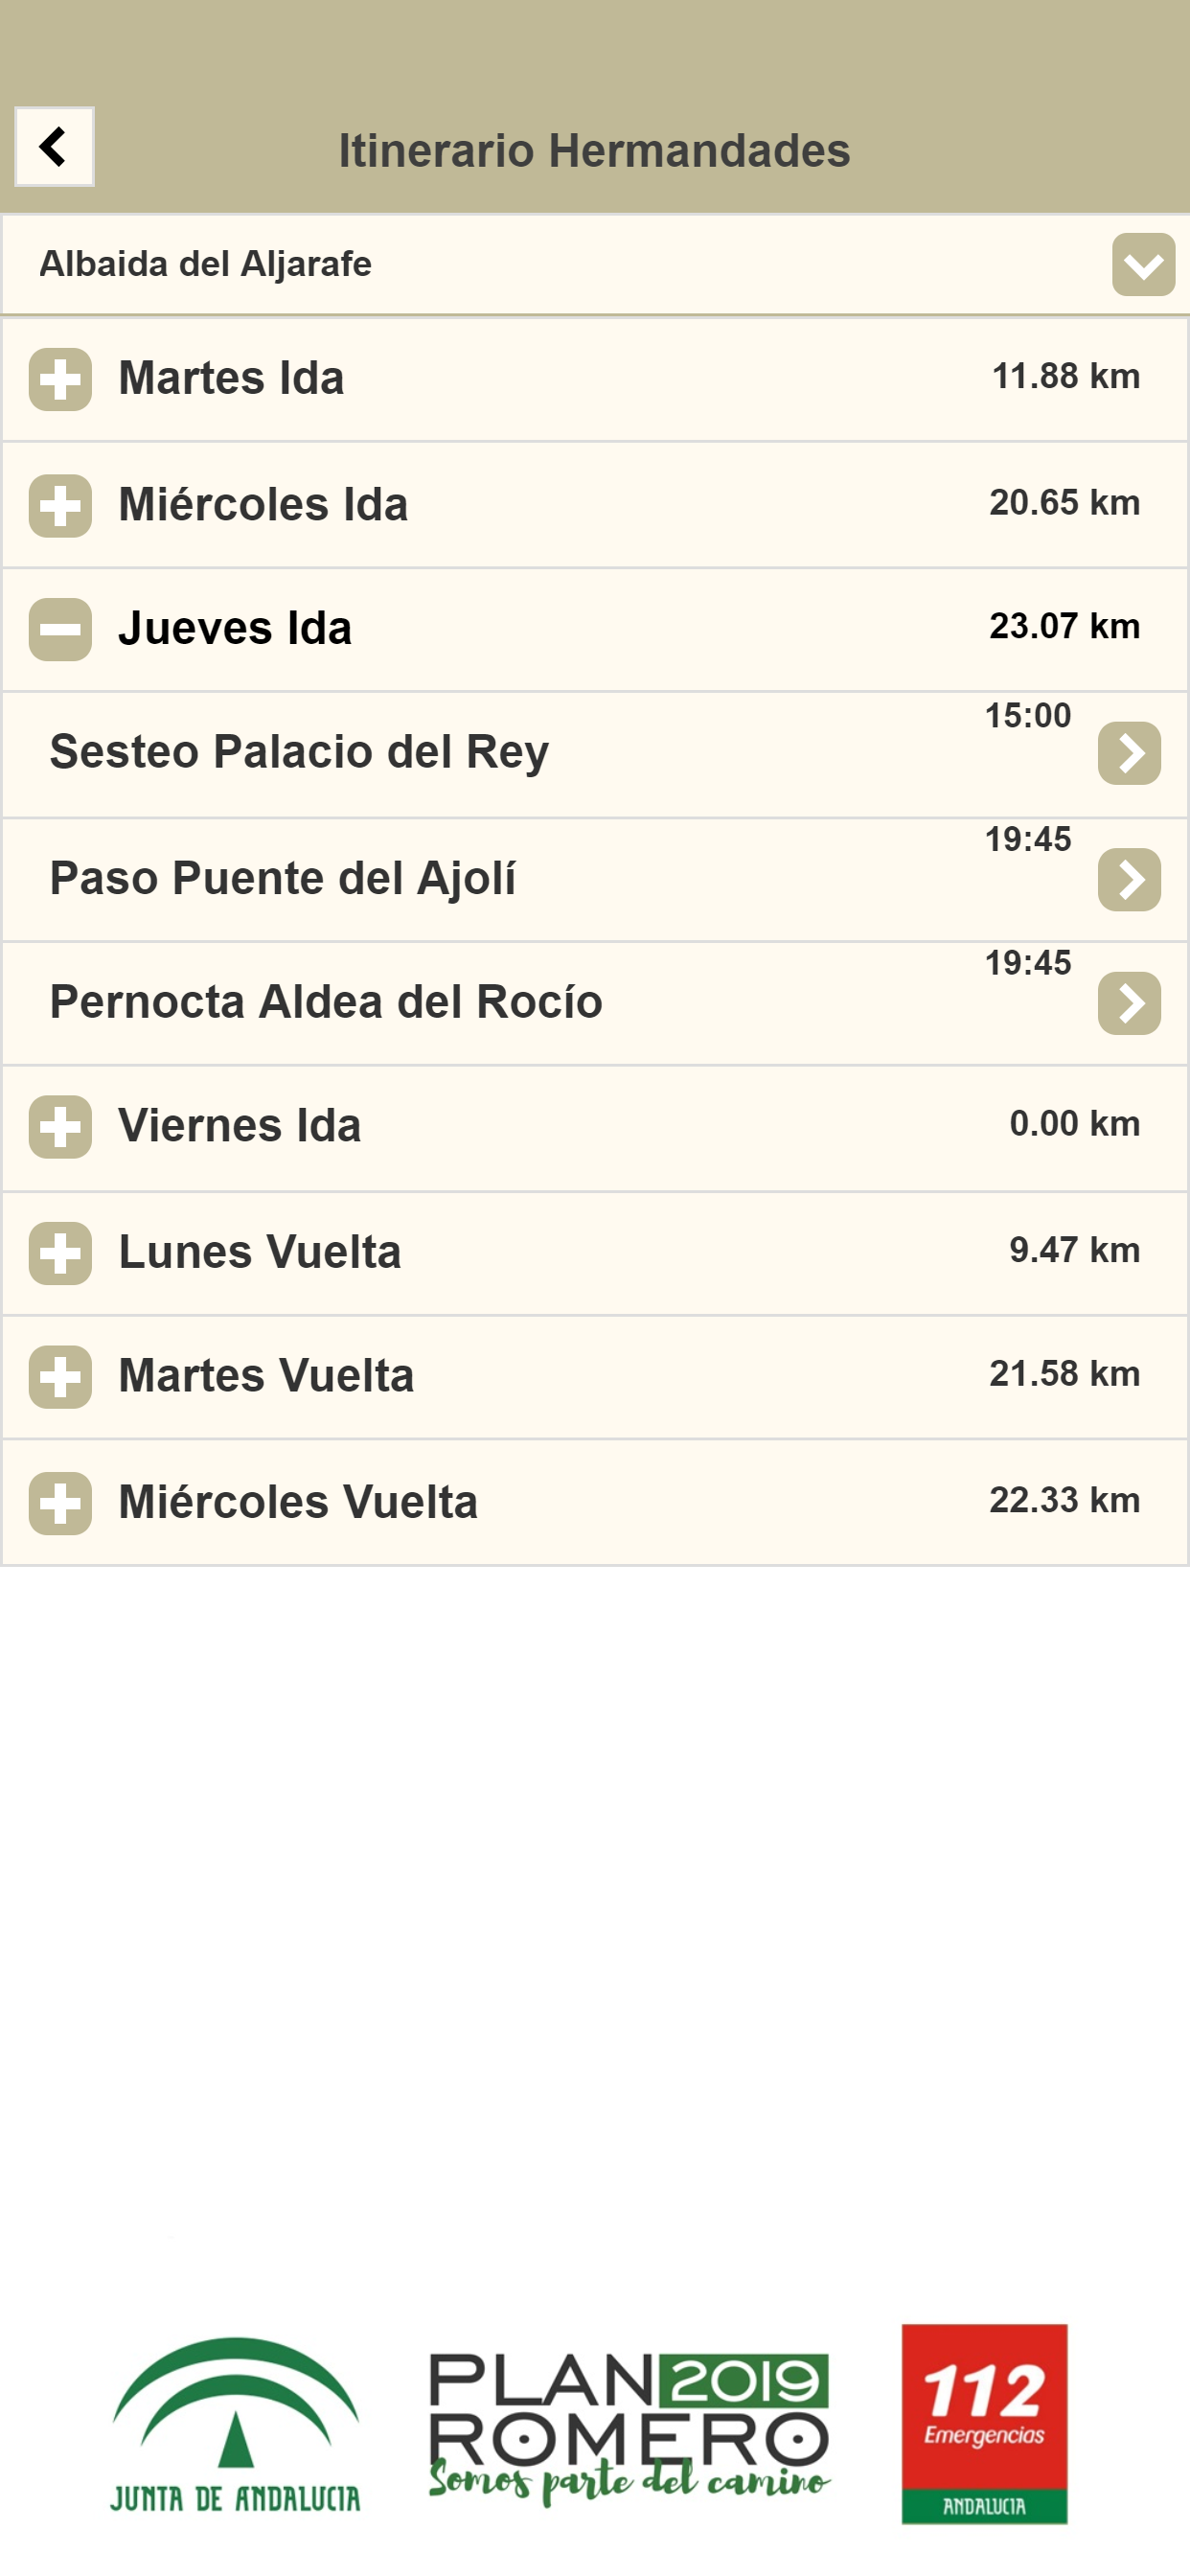 Itinerario Hermandades
Albaida del Aljarafe
Martes Ida 11.88 km
Miércoles Ida 20.65 km
Jueves Ida 23.07 km
Sesteo Palacio del Rey 15:00
Paso Puente del Ajolí 19:45
Pernocta Aldea del Rocío 19:45
Viernes Ida 0.00 km
Lunes Vuelta 9.47 km
Martes Vuelta 21.58 km
Miércoles Vuelta 22.33 km
JUNTA DE ANDALUCIA
PLAN 2019
ROMERO
Somos parte del camino
112
Emergencias
ANDALUCIA